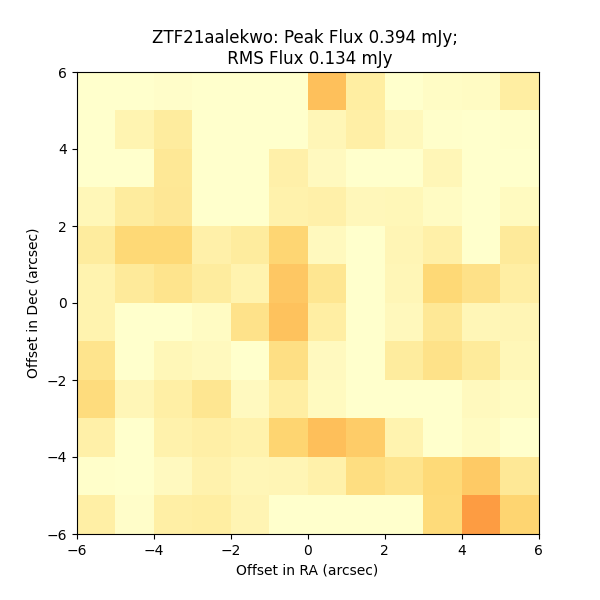 ZTF21aalekwo: Peak Flux 0.394 mJy;
RMS Flux 0.134 mJy
6
4
2
0
−2
−4
−6
Offset in Dec (arcsec)
−6 −4 −2 0 2 4 6
Offset in RA (arcsec)